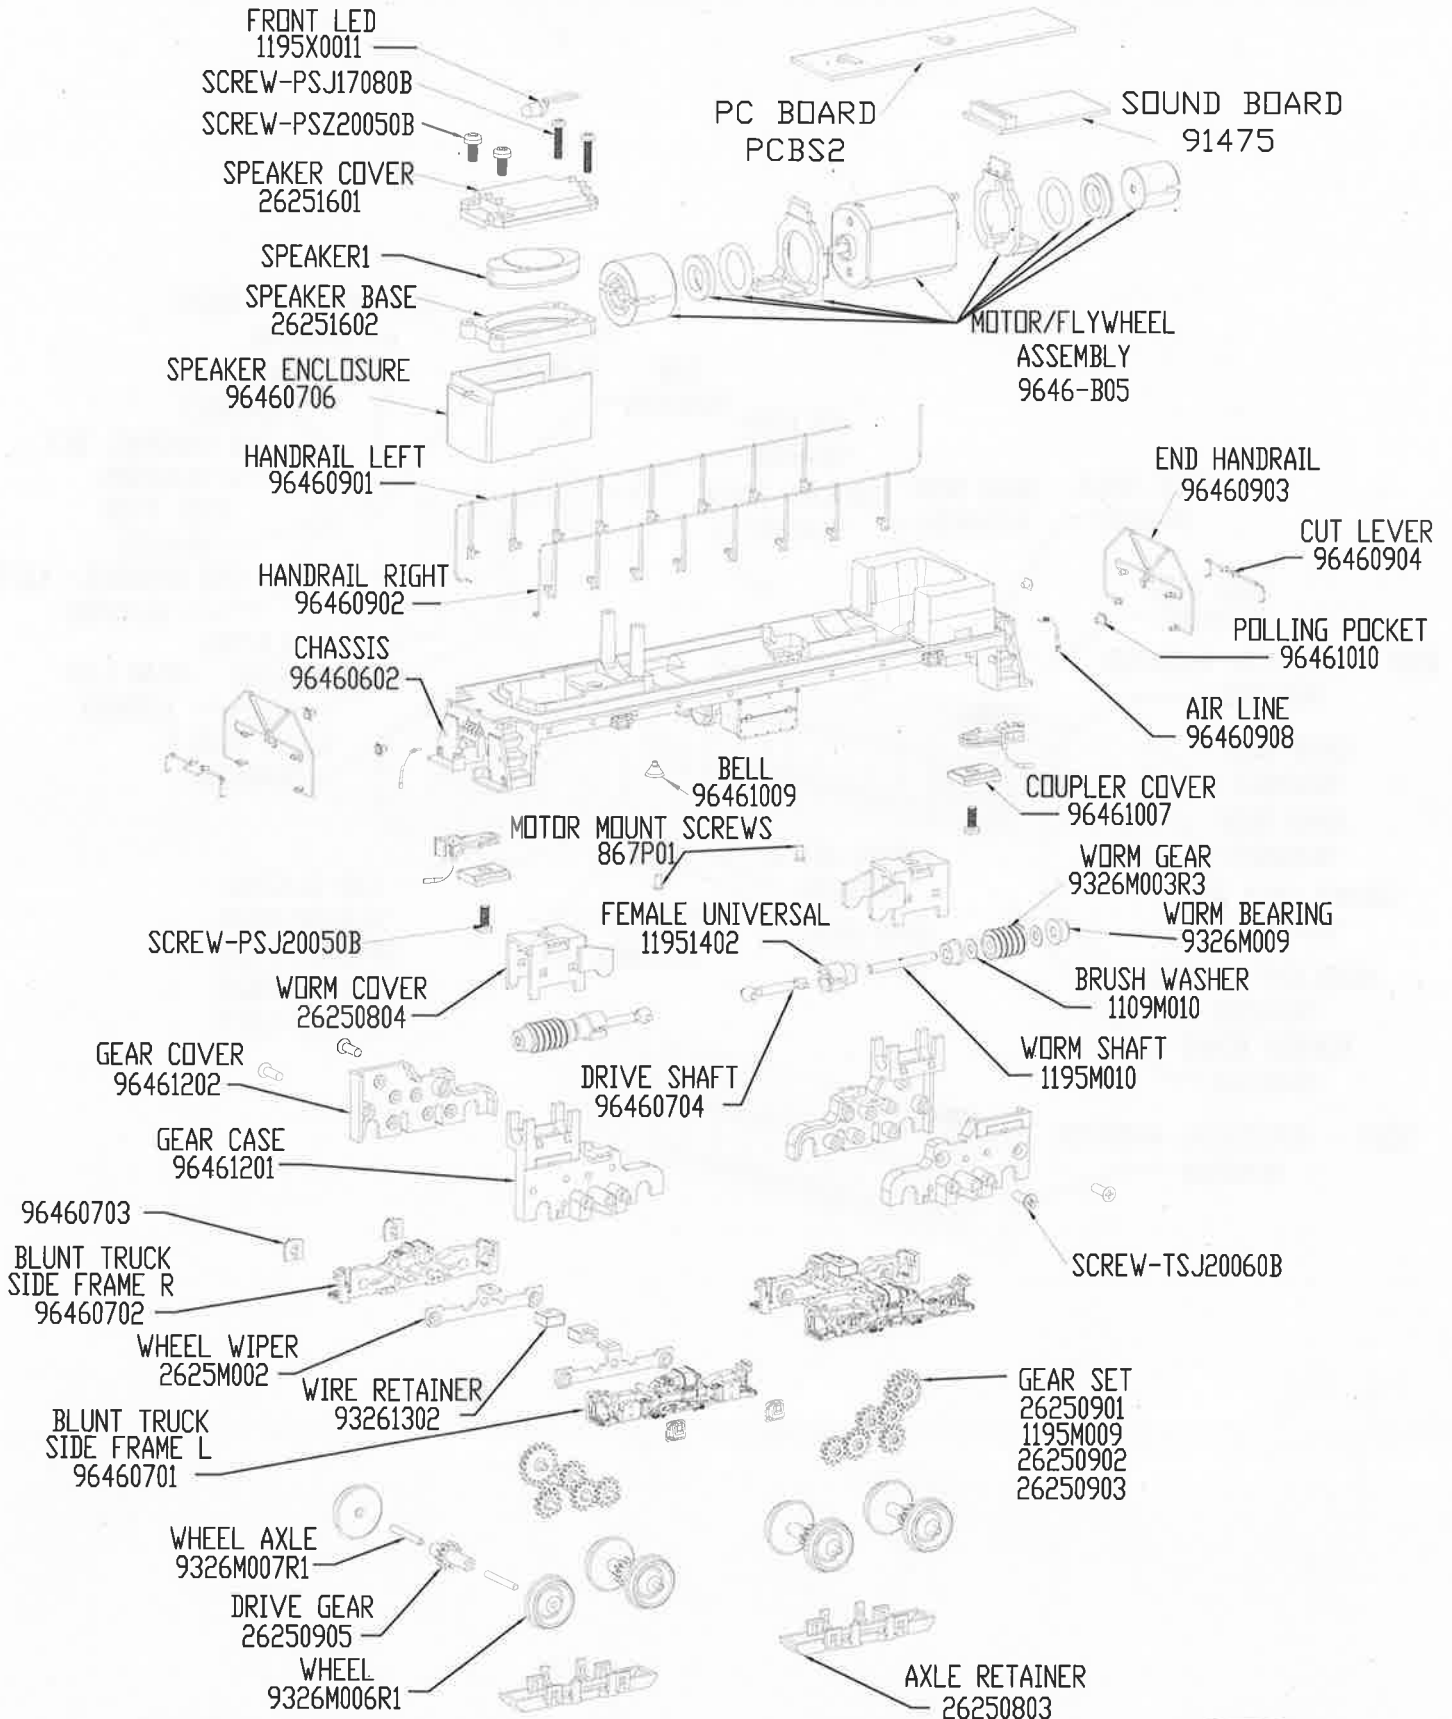 FRONT LED
1195X0011
SCREW-PSJ17080B
SCREW-PSZ20050B
SPEAKER COVER
26251601
SPEAKER1
SPEAKER BASE
26251602
SPEAKER ENCLOSURE
96460706
PC BOARD
PCBS2
SOUND BOARD
91475
MOTOR/FLYWHEEL
ASSEMBLY
9646-B05
HANDRAIL LEFT
96460901
HANDRAIL RIGHT
96460902
CHASSIS
96460602
END HANDRAIL
96460903
CUT LEVER
96460904
POLLING POCKET
96461010
AIR LINE
96460908
BELL
96461009
COUPLER COVER
96461007
MOTOR MOUNT SCREWS
867P01
WORM GEAR
9326M003R3
FEMALE UNIVERSAL
11951402
WORM BEARING
9326M009
SCREW-PSJ20050B
BRUSH WASHER
1109M010
WORM COVER
26250804
WORM SHAFT
1195M010
GEAR COVER
96461202
DRIVE SHAFT
96460704
GEAR CASE
96461201
96460703
BLUNT TRUCK
SIDE FRAME R
96460702
SCREW-TSJ20060B
WHEEL WIPER
2625M002
WIRE RETAINER
93261302
BLUNT TRUCK
SIDE FRAME L
96460701
GEAR SET
26250901
1195M009
26250902
26250903
WHEEL AXLE
9326M007R1
DRIVE GEAR
26250905
WHEEL
9326M006R1
AXLE RETAINER
26250803